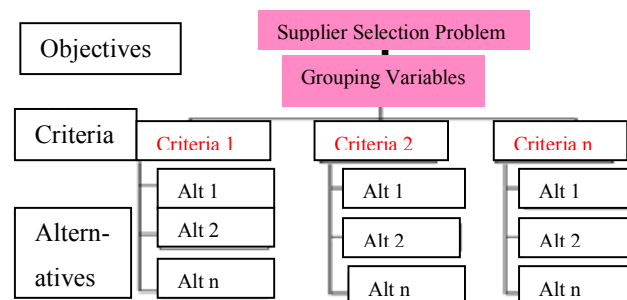 Supplier Selection Problem
Objectives
Grouping Variables
Criteria
Criteria 1
Criteria 2
Criteria n
Alt 1
Alt 1
Alt 1
Altern-
atives
Alt 2
Alt 2
Alt 2
Alt n
Alt n
Alt n